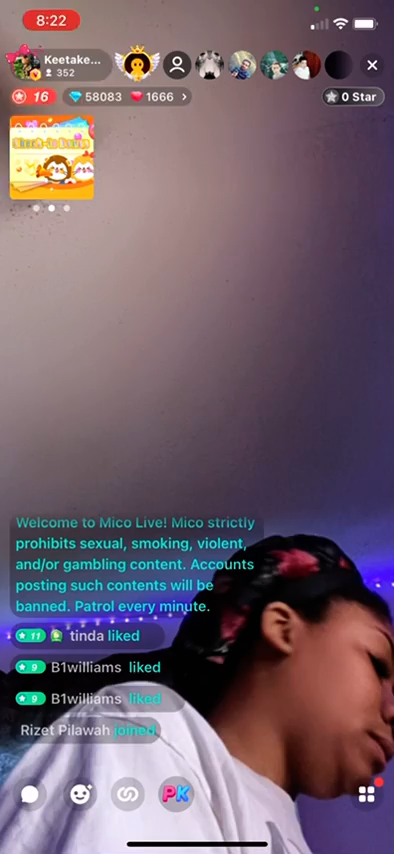 8:22
Keetake...
352
16
58083
1666
0 Star
Welcome to Mico Live! Mico strictly
prohibits sexual, smoking, violent,
and/or gambling content. Accounts
posting such contents will be
banned. Patrol every minute.
11 tinda liked
9 B1williams liked
9 B1williams liked
Rizet Pilawah joined
PK